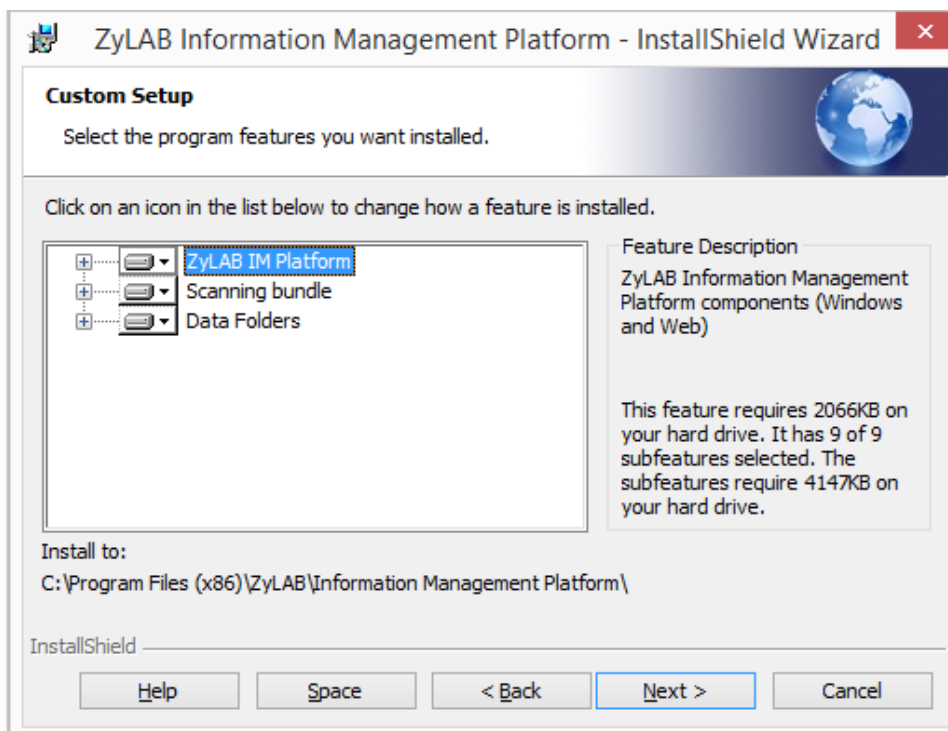 ZyLAB Information Management Platform - InstallShield Wizard
Custom Setup
Select the program features you want installed.
Click on an icon in the list below to change how a feature is installed.
ZyLAB IM Platform
Scanning bundle
Data Folders
Feature Description
ZyLAB Information Management
Platform components (Windows
and Web)
This feature requires 2066KB on
your hard drive. It has 9 of 9
subfeatures selected. The
subfeatures require 4147KB on
your hard drive.
Install to:
C:\Program Files (x86)\ZyLAB\Information Management Platform\
InstallShield
Help
Space
< Back
Next >
Cancel